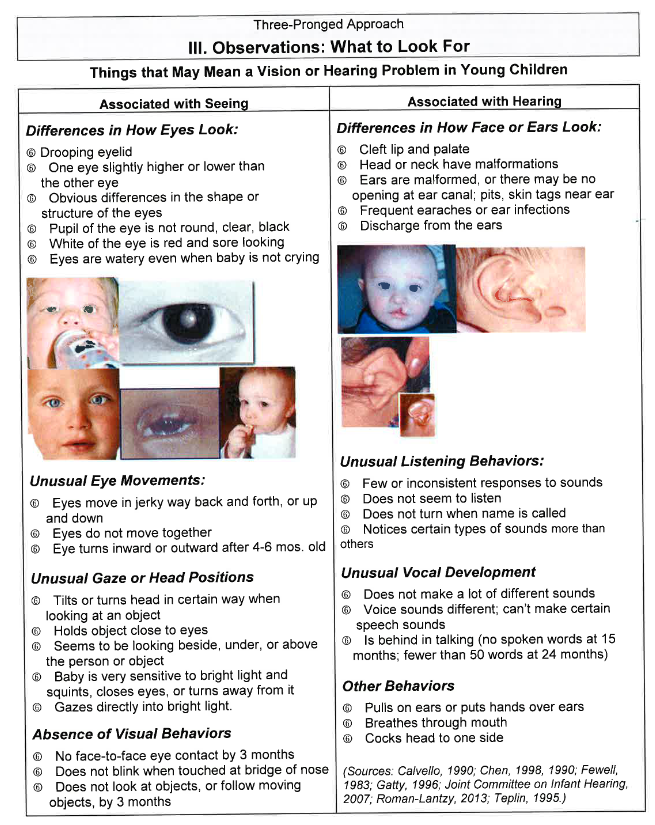 Three-Pronged Approach
III. Observations: What to Look For
Things that May Mean a Vision or Hearing Problem in Young Children
Associated with Seeing
Differences in How Eyes Look:
Drooping eyelid
One eye slightly higher or lower than
the other eye
Obvious differences in the shape or
structure of the eyes
Pupil of the eye is not round, clear, black
White of the eye is red and sore looking
Eyes are watery even when baby is not crying
Unusual Eye Movements:
Eyes move in jerky way back and forth, or up
and down
Eyes do not move together
Eye turns inward or outward after 4-6 mos. old
Unusual Gaze or Head Positions
Tilts or turns head in certain way when
looking at an object
Holds object close to eyes
Seems to be looking beside, under, or above
the person or object
Baby is very sensitive to bright light and
squints, closes eyes, or turns away from it
Gazes directly into bright light.
Absence of Visual Behaviors
No face-to-face eye contact by 3 months
Does not blink when touched at bridge of nose
Does not look at objects, or follow moving
objects, by 3 months
Associated with Hearing
Differences in How Face or Ears Look:
Cleft lip and palate
Head or neck have malformations
Ears are malformed, or there may be no
opening at ear canal; pits, skin tags near ear
Frequent earaches or ear infections
Discharge from the ears
Unusual Listening Behaviors:
Few or inconsistent responses to sounds
Does not seem to listen
Does not turn when name is called
Notices certain types of sounds more than
others
Unusual Vocal Development
Does not make a lot of different sounds
Voice sounds different; can't make certain
speech sounds
Is behind in talking (no spoken words at 15
months; fewer than 50 words at 24 months)
Other Behaviors
Pulls on ears or puts hands over ears
Breathes through mouth
Cocks head to one side
(Sources: Calvello, 1990; Chen, 1998, 1990; Fewell,
1983; Gatty, 1996; Joint Committee on Infant Hearing,
2007; Roman-Lantzy, 2013; Teplin, 1995.)